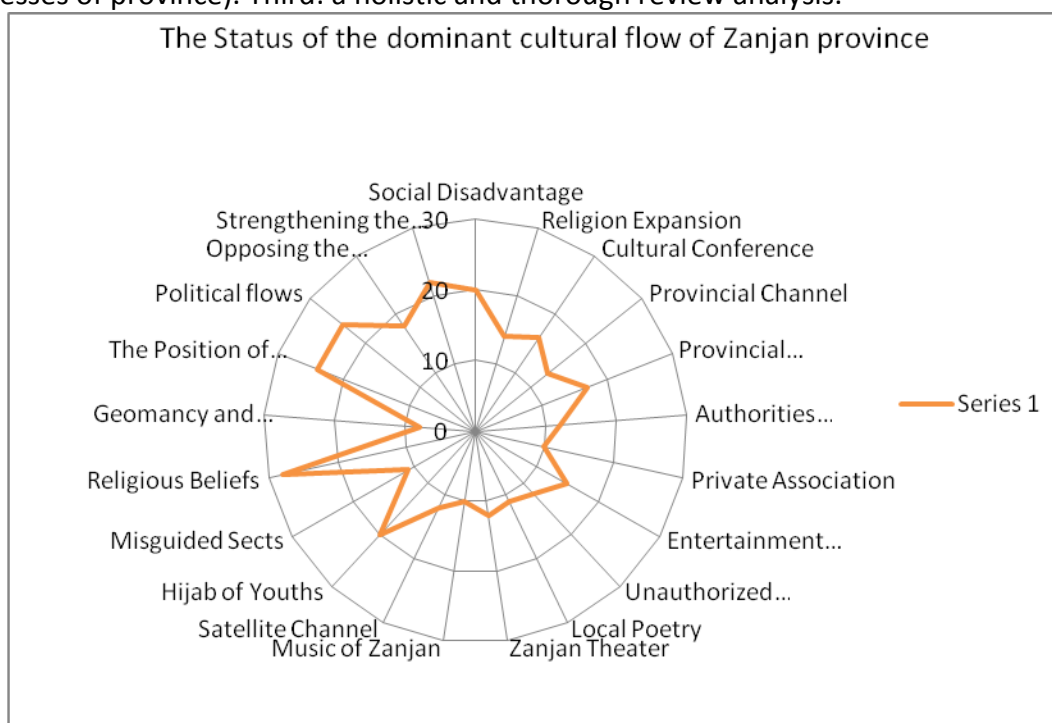 esses of province). Third: a holistic and thorough review analysis.
The Status of the dominant cultural flow of Zanjan province
Social Disadvantage
Strengthening the...
30
Religion Expansion
Opposing the...
Cultural Conference
Political flows
20
Provincial Channel
The Position of...
10
Provincial...
Geomancy and...
0
Authorities...
Series 1
Religious Beliefs
Private Association
Misguided Sects
Entertainment...
Hijab of Youths
Unauthorized...
Satellite Channel
Local Poetry
Music of Zanjan
Zanjan Theater